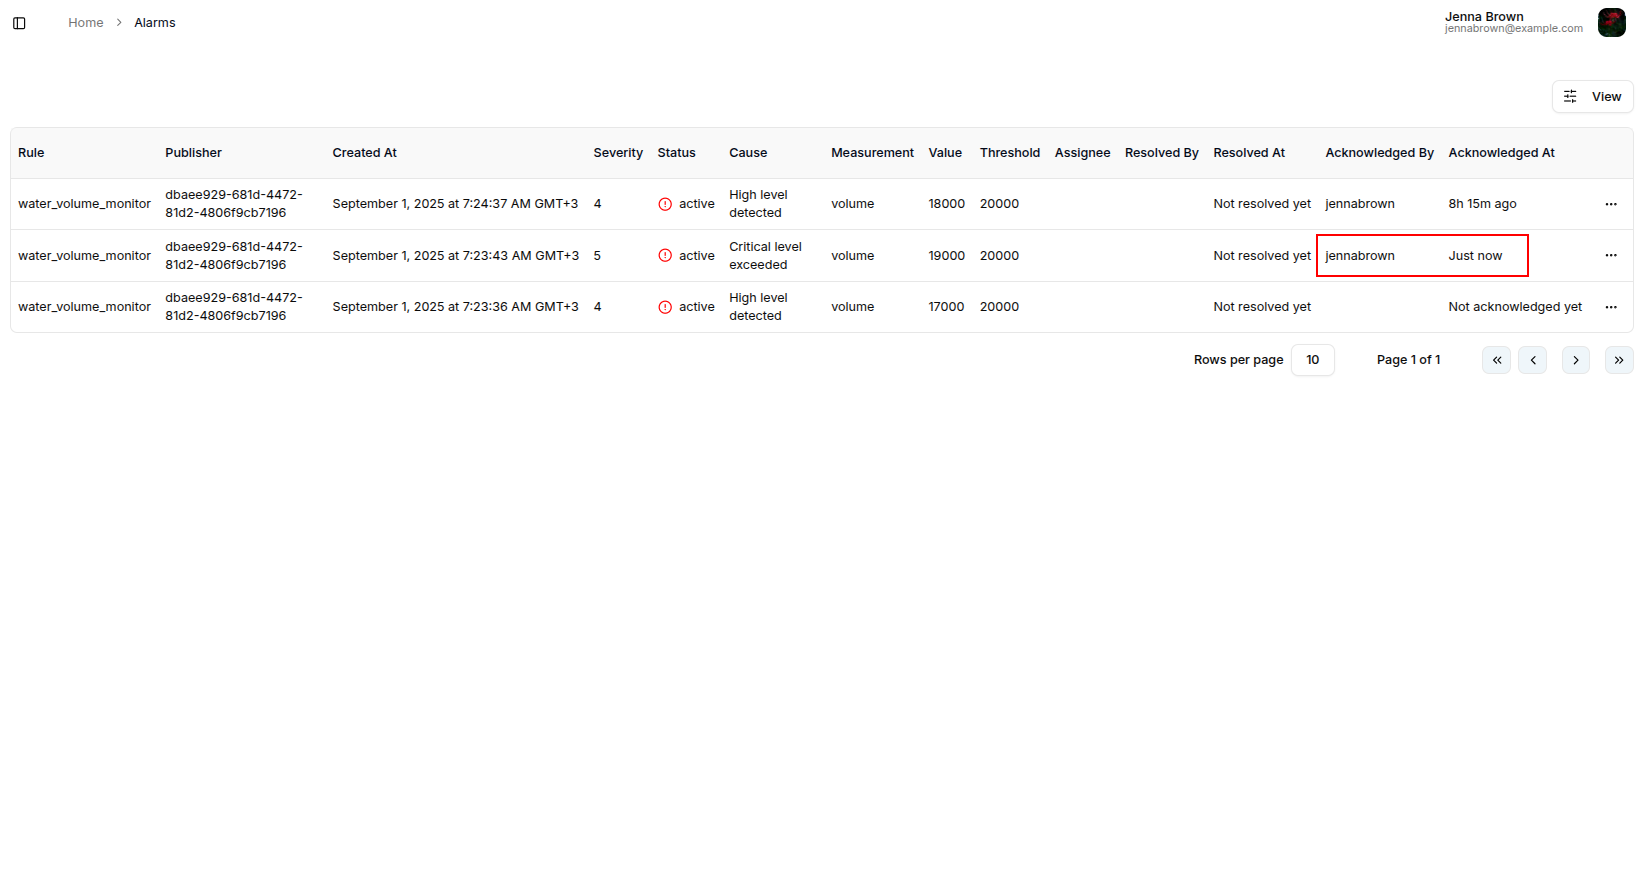 Home > Alarms
Jenna Brown
jennabrown@example.com
View
Rule Publisher Created At Severity Status Cause Measurement Value Threshold Assignee Resolved By Resolved At Acknowledged By Acknowledged At
water_volume_monitor dbaee929-681d-4472- September 1, 2025 at 7:24:37 AM GMT+3 4 active High level volume 18000 20000 Not resolved yet jennabrown 8h 15m ago ...
81d2-4806f9cb7196 detected
water_volume_monitor dbaee929-681d-4472- September 1, 2025 at 7:23:43 AM GMT+3 5 active Critical level volume 19000 20000 Not resolved yet jennabrown Just now ...
81d2-4806f9cb7196 exceeded
water_volume_monitor dbaee929-681d-4472- September 1, 2025 at 7:23:36 AM GMT+3 4 active High level volume 17000 20000 Not resolved yet Not acknowledged yet ...
81d2-4806f9cb7196 detected
Rows per page 10 Page 1 of 1